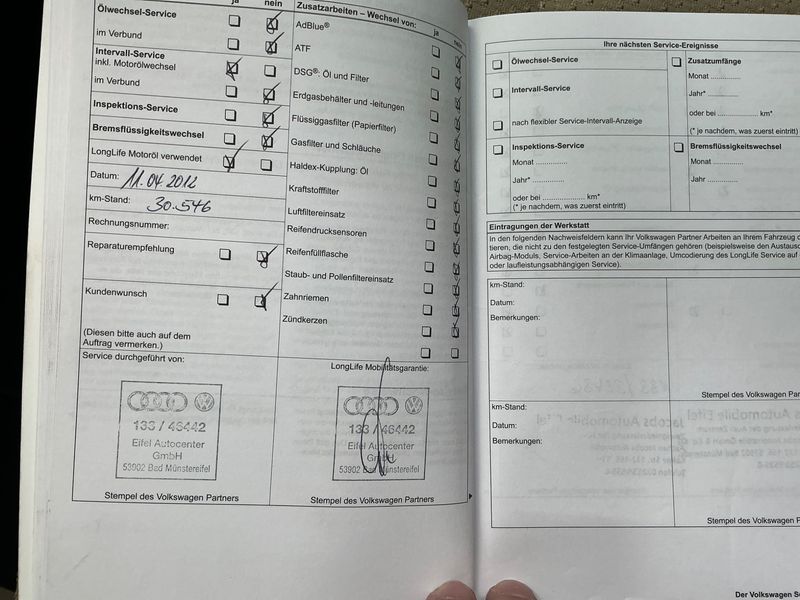 ja nein
Ölwechsel-Service
im Verbund
Intervall-Service
inkl. Motorölwechsel
im Verbund
Inspektions-Service
Bremsflüssigkeitswechsel
LongLife Motoröl verwendet
Datum: 11.04.2012
km-Stand: 30.546
Rechnungsnummer:
Reparaturempfehlung
Kundenwunsch
(Diesen bitte auch auf dem
Auftrag vermerken.)
Zusatzarbeiten – Wechsel von:
ja nein
AdBlue®
ATF
DSG®: Öl und Filter
Erdgasbehälter und -leitungen
Flüssiggasfilter (Papierfilter)
Gasfilter und Schläuche
Haldex-Kupplung: Öl
Kraftstofffilter
Luftfiltereinsatz
Reifendrucksensoren
Reifenfüllflasche
Staub- und Pollenfiltereinsatz
Zahnriemen
Zündkerzen
Service durchgeführt von:
133 / 46442
Eifel Autocenter
GmbH
53902 Bad Münstereifel
Stempel des Volkswagen Partners
LongLife Mobilitätsgarantie:
133 / 46442
Eifel Autocenter
GmbH
53902 Bad Münstereifel
Stempel des Volkswagen Partners
Ihre nächsten Service-Ereignisse
Ölwechsel-Service
Intervall-Service
nach flexibler Service-Intervall-Anzeige
Inspektions-Service
Monat ..............
Jahr* ..............
oder bei .................... km*
(* je nachdem, was zuerst eintritt)
Zusatzumfänge
Monat ..............
Jahr* ..............
oder bei .................... km*
(* je nachdem, was zuerst eintritt)
Bremsflüssigkeitswechsel
Monat ..............
Jahr ..............
Eintragungen der Werkstatt
In den folgenden Nachweisfeldern kann Ihr Volkswagen Partner Arbeiten an Ihrem Fahrzeug
tieren, die nicht zu den festgelegten Service-Umfängen gehören (beispielsweise den Austausc
Airbag-Moduls, Service-Arbeiten an der Klimaanlage, Umcodierung des LongLife Service auf
oder laufleistungsabhängigen Service).
km-Stand:
Datum:
Bemerkungen:
Stempel des Volkswagen Par
km-Stand:
Datum:
Bemerkungen:
Stempel des Volkswagen Par
Der Volkswagen S